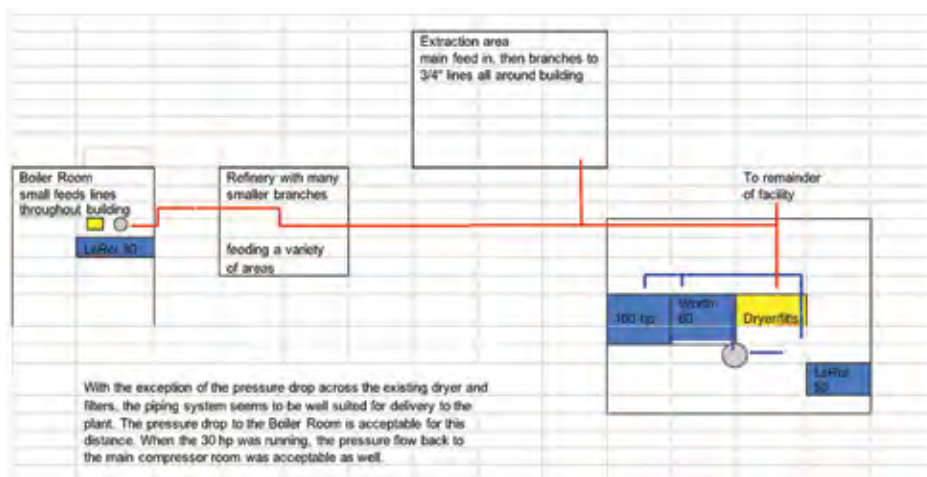 Extraction area
main feed in, then branches to
3/4" lines all around building
Boiler Room
small feeds lines
throughout building
LeRoi 30
Refinery with many
smaller branches
feeding a variety
of areas
To remainder
of facility
100 hp
Worth
60
Dryer/filts
LeRoi
50
With the exception of the pressure drop across the existing dryer and
filters, the piping system seems to be well suited for delivery to the
plant. The pressure drop to the Boiler Room is acceptable for this
distance. When the 30 hp was running, the pressure flow back to
the main compressor room was acceptable as well.